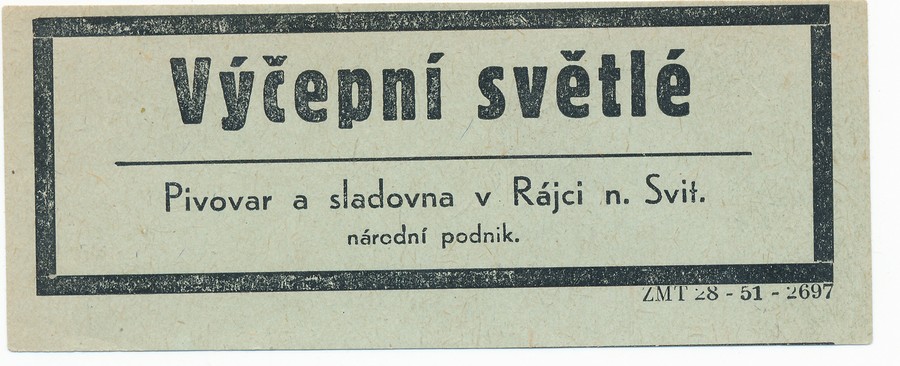 Výčepní světlé
Pivovar a sladovna v Rájci n. Svit.
národní podnik.
ZMT 28 - 51 - 2697